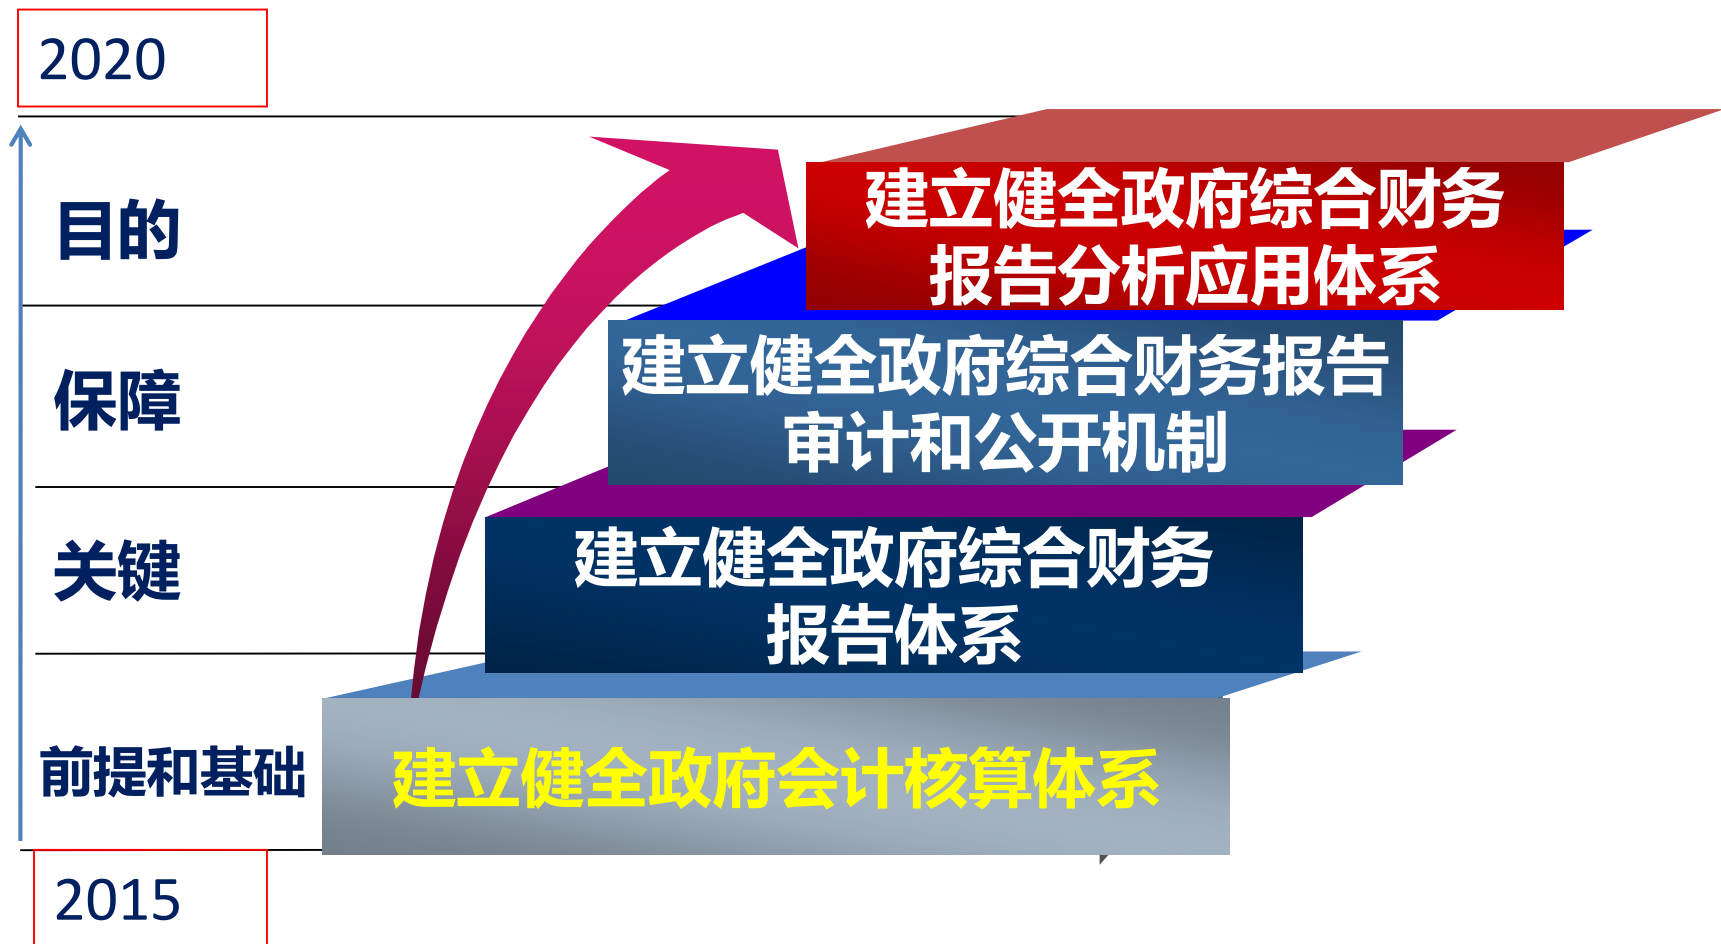 2020
目的
建立健全政府综合财务
报告分析应用体系
保障
建立健全政府综合财务报告
审计和公开机制
关键
建立健全政府综合财务
报告体系
前提和基础
建立健全政府会计核算体系
2015